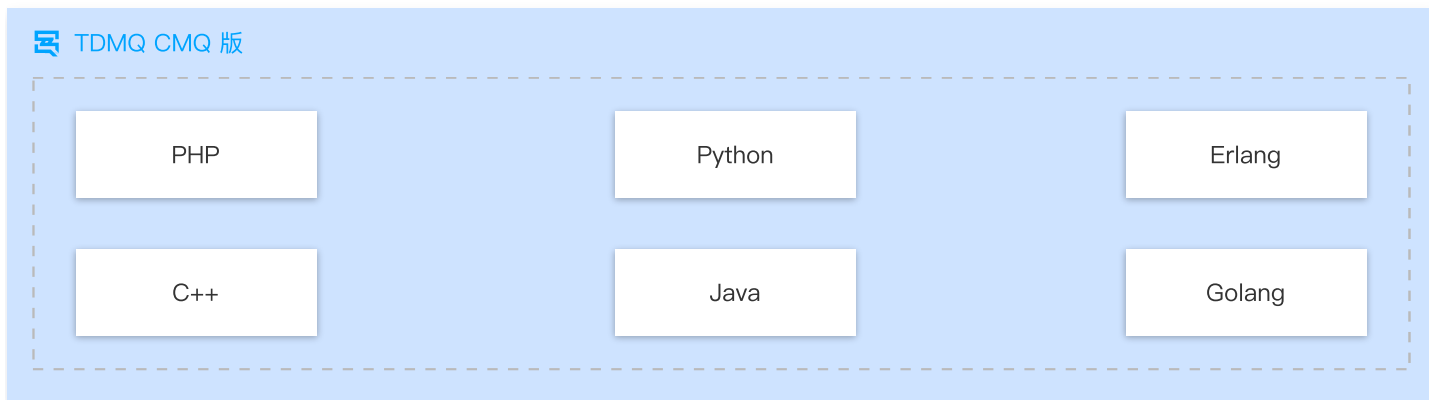 TDMQ CMQ 版
PHP
Python
Erlang
C++
Java
Golang